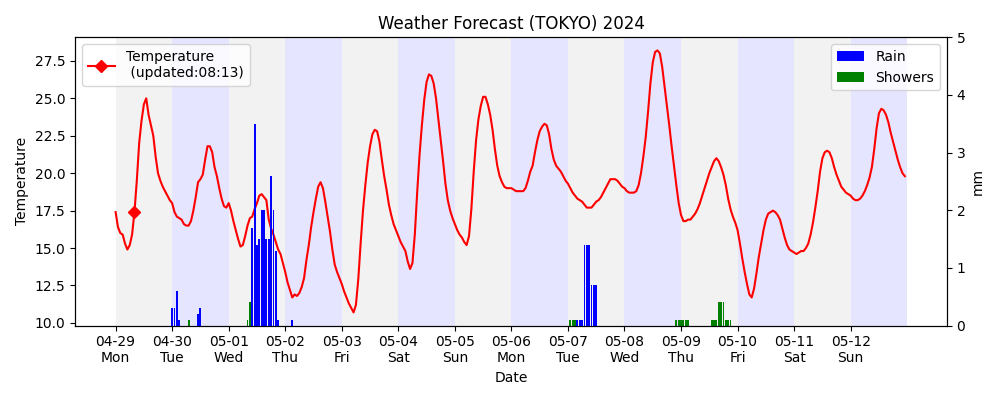 Weather Forecast (TOKYO) 2024
Temperature
(updated:08:13)
Rain
Showers
Temperature
27.5
25.0
22.5
20.0
17.5
15.0
12.5
10.0
5
4
3
2
1
0
mm
04-29 04-30 05-01 05-02 05-03 05-04 05-05 05-06 05-07 05-08 05-09 05-10 05-11 05-12
Mon Tue Wed Thu Fri Sat Sun Mon Tue Wed Thu Fri Sat Sun
Date